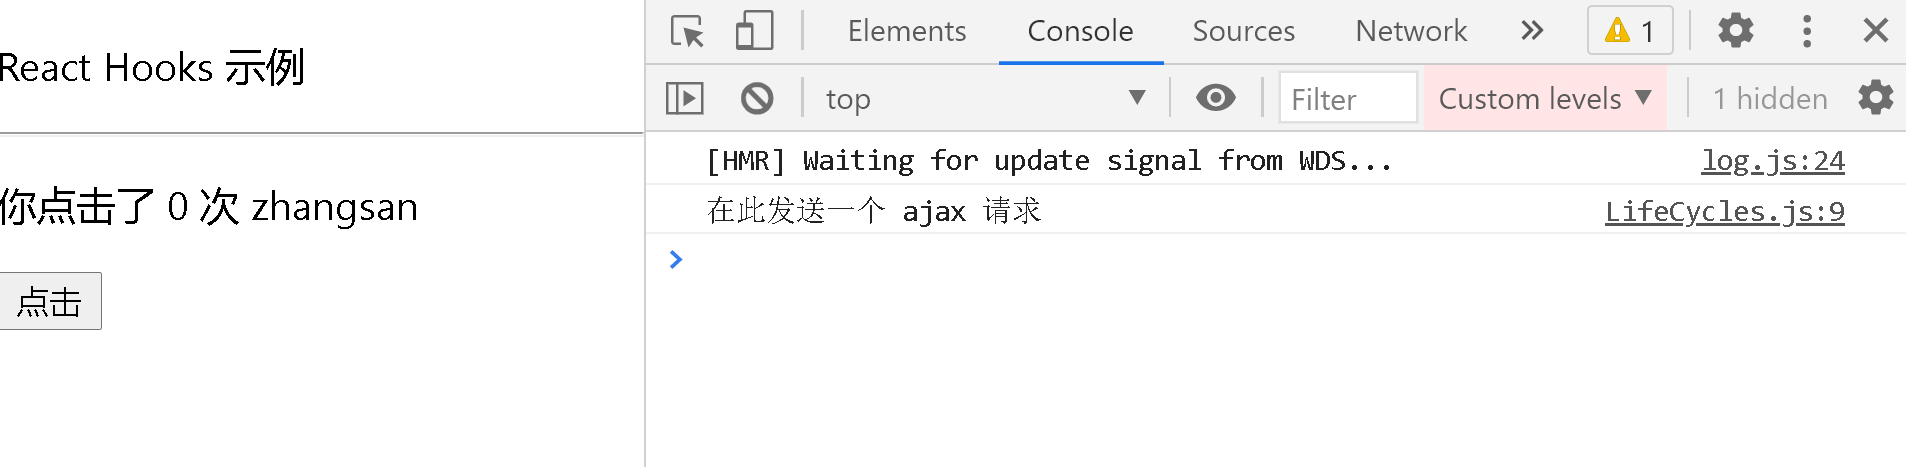 React Hooks 示例
你点击了 0 次 zhangsan
点击
Elements Console Sources Network 1
top Filter Custom levels 1 hidden
[HMR] Waiting for update signal from WDS... log.js:24
在此发送一个 ajax 请求 LifeCycles.js:9